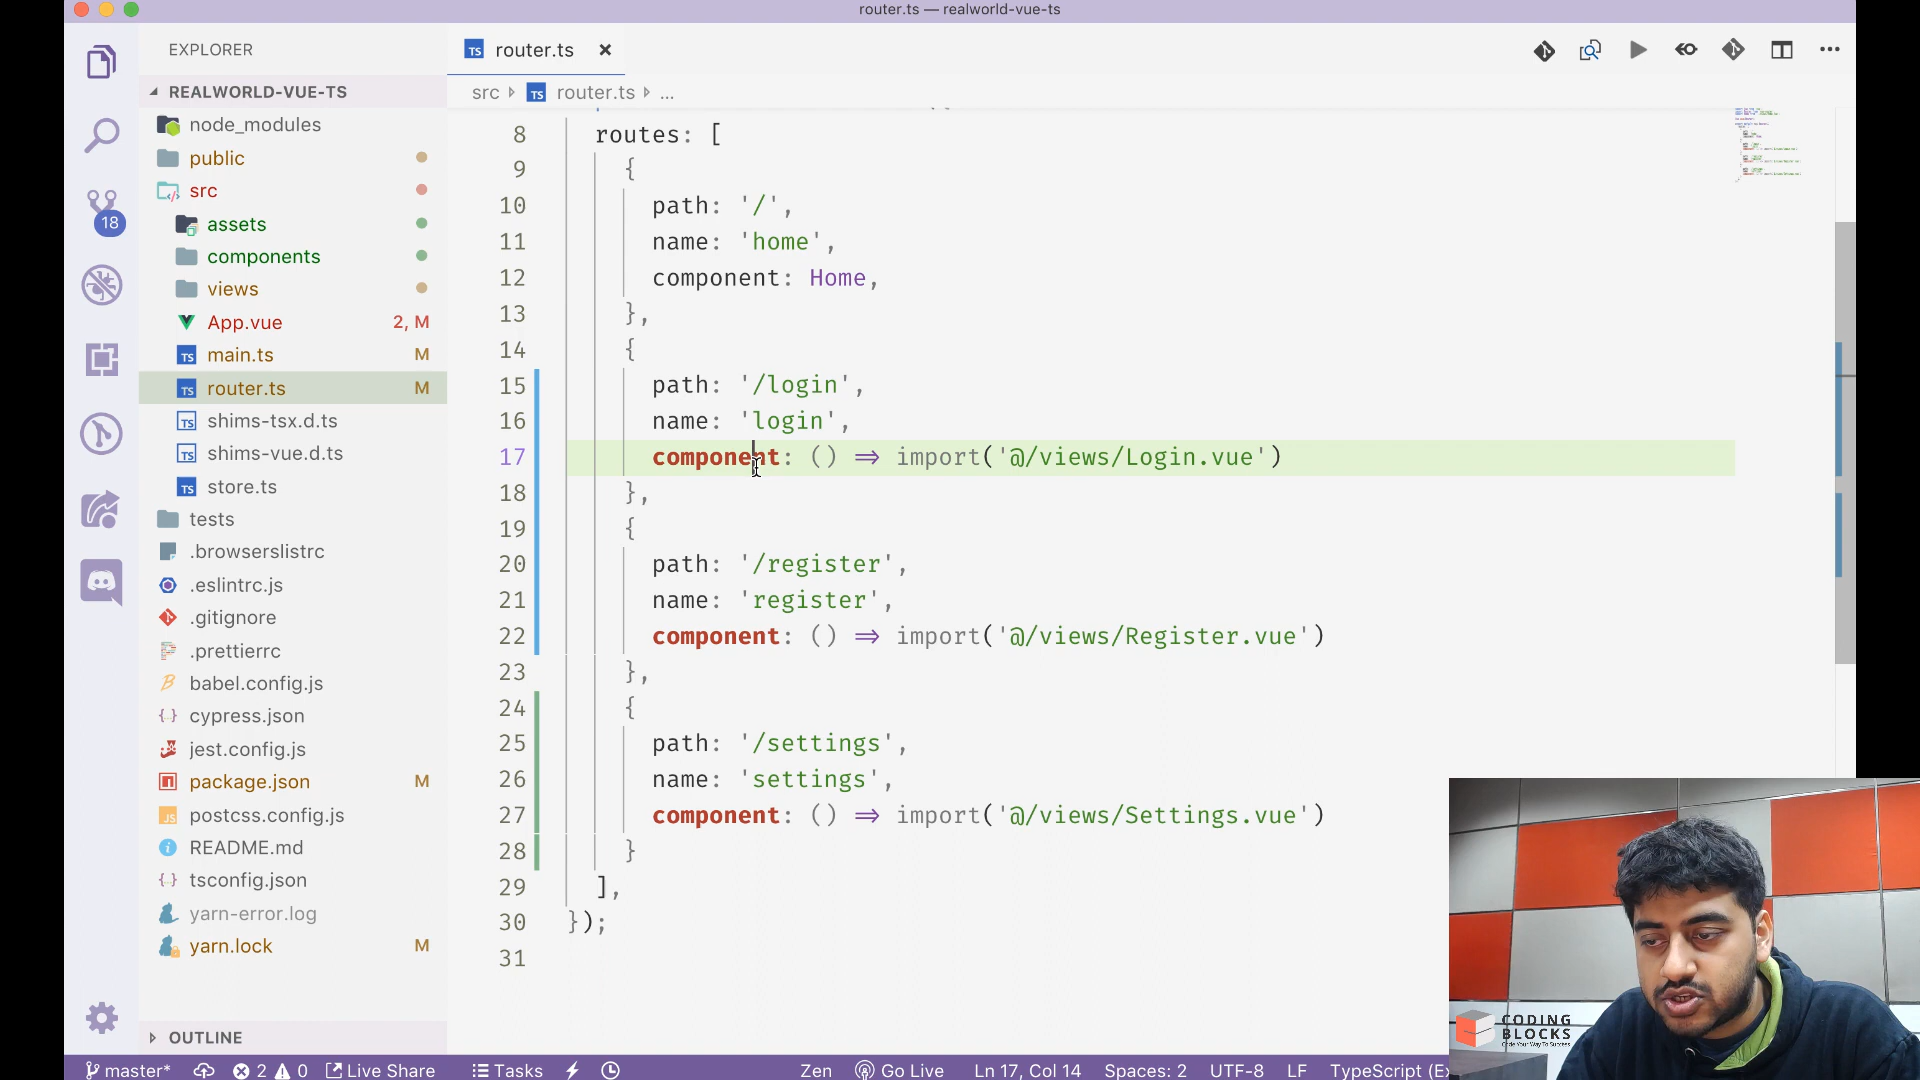 router.ts — realworld-vue-ts
EXPLORER
router.ts
REALWORLD-VUE-TS
src
router.ts
...
node_modules
public
src
assets
components
views
App.vue 2, M
main.ts M
router.ts M
shims-tsx.d.ts
shims-vue.d.ts
store.ts
tests
.browserslistrc
.eslintrc.js
.gitignore
.prettierrc
babel.config.js
cypress.json
jest.config.js
package.json M
postcss.config.js
README.md
tsconfig.json
yarn-error.log
yarn.lock M
OUTLINE
18
8 routes: [
9 {
10 path: '/',
11 name: 'home',
12 component: Home,
13 },
14 {
15 path: '/login',
16 name: 'login',
17 component: () => import('@/views/Login.vue')
18 },
19 {
20 path: '/register',
21 name: 'register',
22 component: () => import('@/views/Register.vue')
23 },
24 {
25 path: '/settings',
26 name: 'settings',
27 component: () => import('@/views/Settings.vue')
28 }
29 ],
30 });
31
CODING
BLOCKS
Code Your Way To Success
master* 2 0 Live Share Tasks Zen Go Live Ln 17, Col 14 Spaces: 2 UTF-8 LF TypeScript (Ex